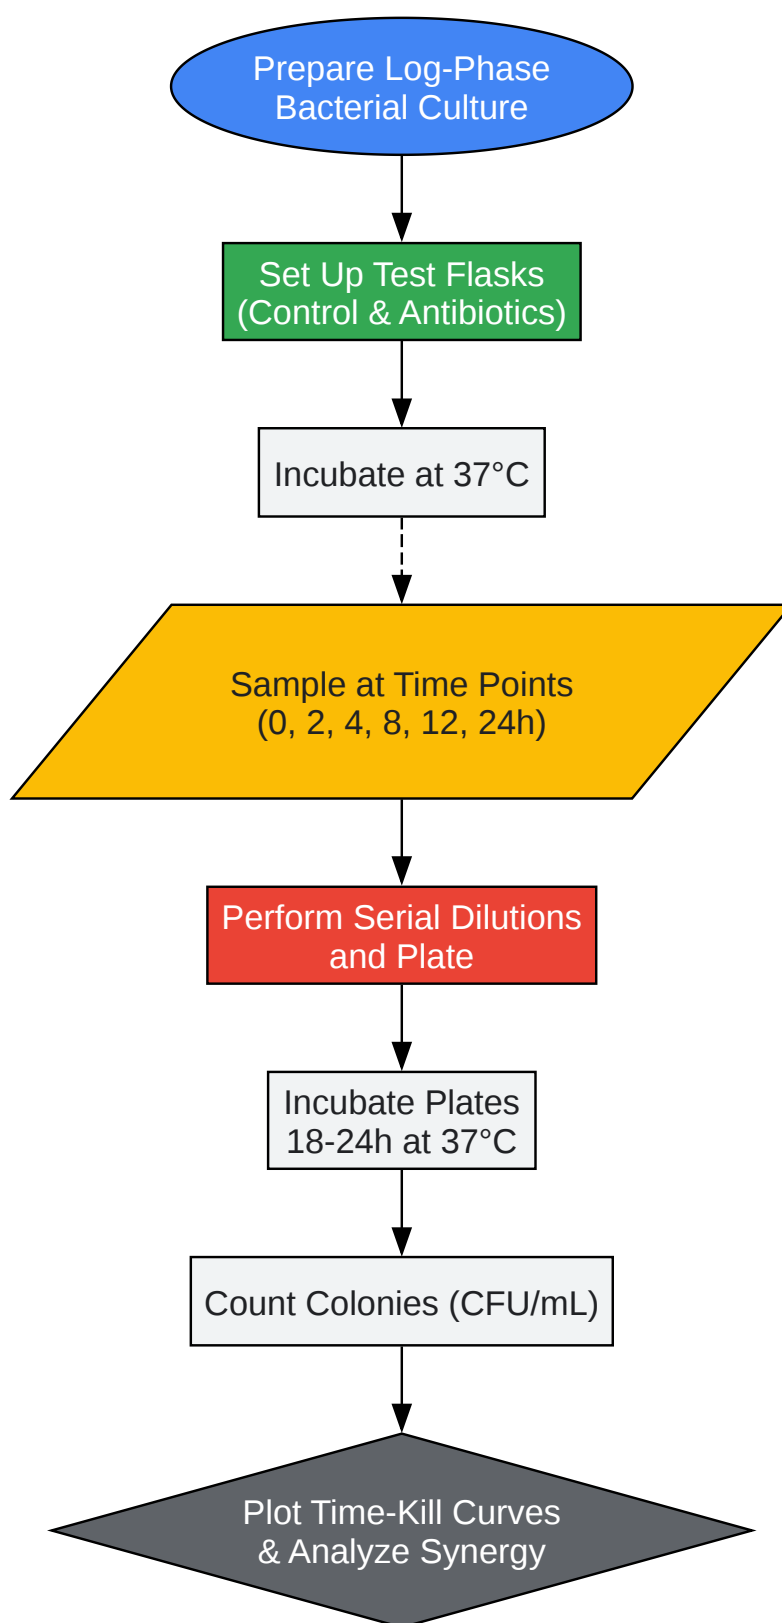 Prepare Log-Phase
Bacterial Culture
Set Up Test Flasks
(Control & Antibiotics)
Incubate at 37°C
Sample at Time Points
(0, 2, 4, 8, 12, 24h)
Perform Serial Dilutions
and Plate
Incubate Plates
18-24h at 37°C
Count Colonies (CFU/mL)
Plot Time-Kill Curves
& Analyze Synergy